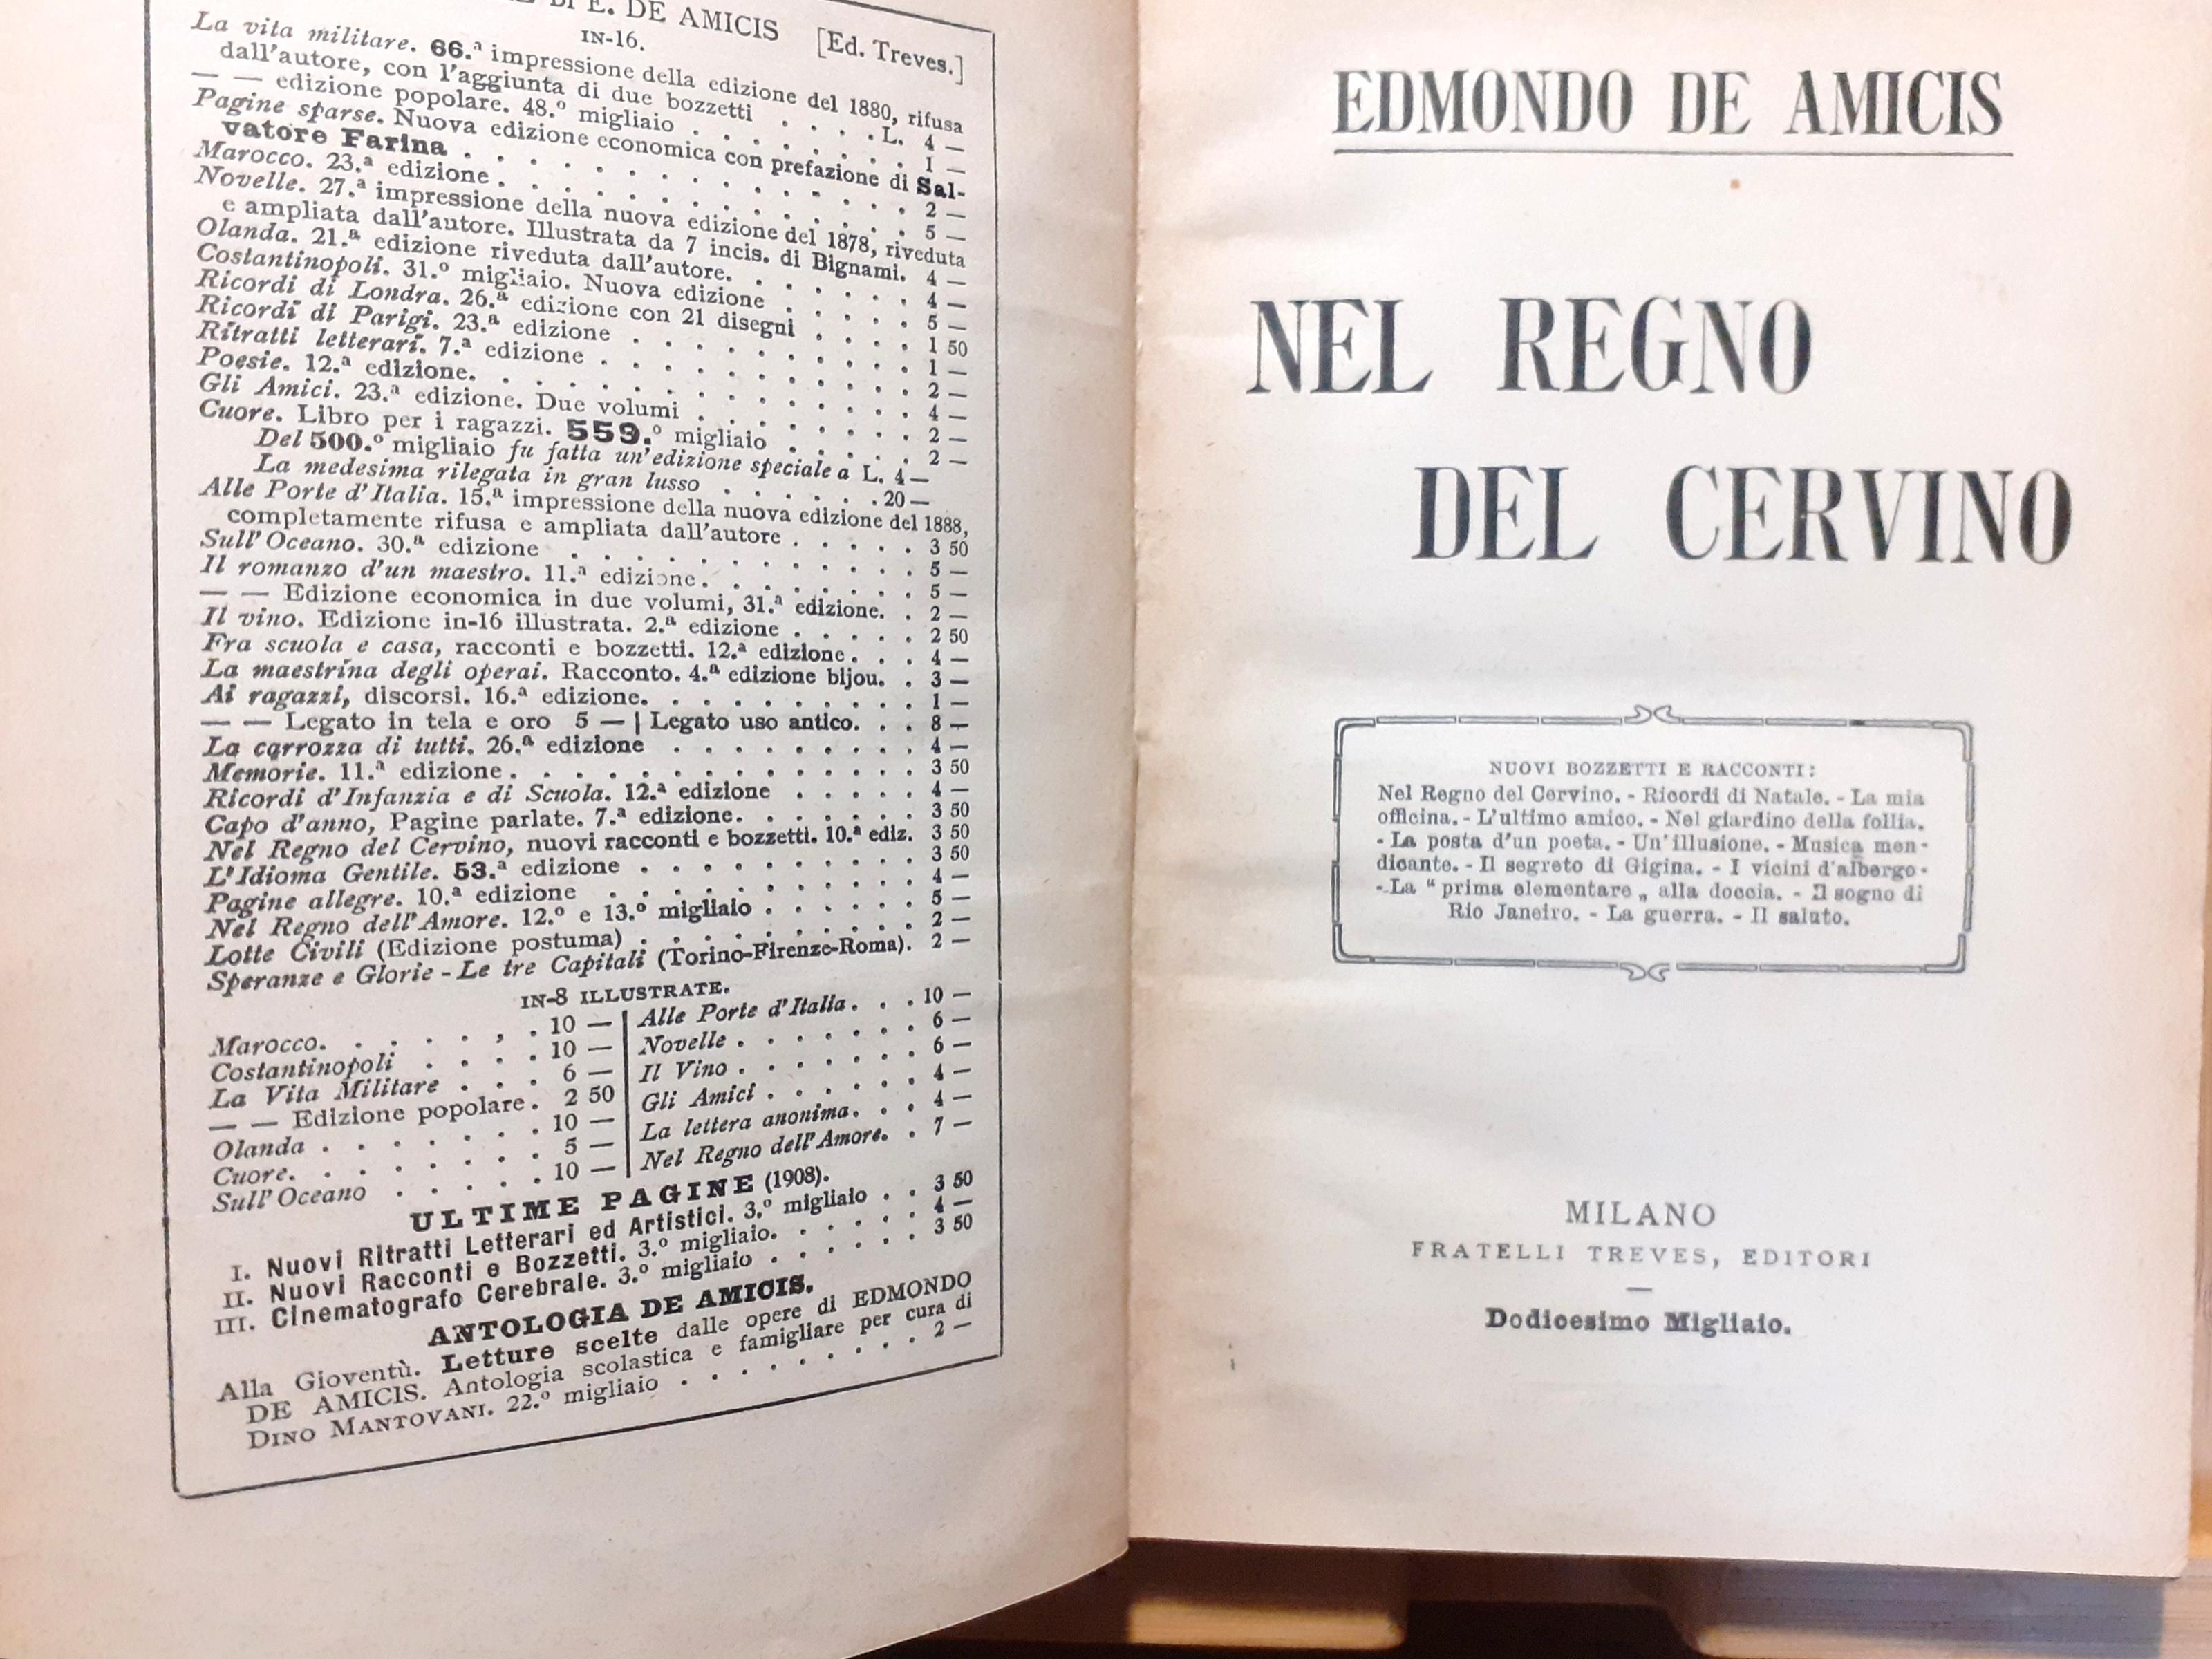 DI E. DE AMICIS [Ed. Treves.]
IN-16.
La vita militare. 66.ª impressione della edizione del 1880, rifusa
dall'autore, con l'aggiunta di due bozzetti . . . . L. 4 —
— — edizione popolare. 48.º migliaio . . . . . . . 1 —
Pagine sparse. Nuova edizione economica con prefazione di Sal-
vatore Farina . . . . . . . . . . . . . 2 —
Marocco. 23.ª edizione . . . . . . . . . . . . 5 —
Novelle. 27.ª impressione della nuova edizione del 1878, riveduta
e ampliata dall'autore. Illustrata da 7 incis. di Bignami. 4 —
Olanda. 21.ª edizione riveduta dall'autore. . . . . . . 4 —
Costantinopoli. 31.º migliaio. Nuova edizione . . . . . . 5 —
Ricordi di Londra. 26.ª edizione con 21 disegni . . . . . 1 50
Ricordi di Parigi. 23.ª edizione . . . . . . . . . . 1 —
Ritratti letterari. 7.ª edizione . . . . . . . . . . . 2 —
Poesie. 12.ª edizione. . . . . . . . . . . . . . 4 —
Gli Amici. 23.ª edizione. Due volumi . . . . . . . . 2 —
Cuore. Libro per i ragazzi. 559.º migliaio . . . . . . 2 —
Del 500.º migliaio fu fatta un'edizione speciale a L. 4 —
La medesima rilegata in gran lusso . . . . . . . 20 —
Alle Porte d'Italia. 15.ª impressione della nuova edizione del 1888,
completamente rifusa e ampliata dall'autore . . . . . 3 50
Sull'Oceano. 30.ª edizione . . . . . . . . . . . 5 —
Il romanzo d'un maestro. 11.ª edizione. . . . . . . . 5 —
— — Edizione economica in due volumi, 31.ª edizione. . 2 —
Il vino. Edizione in-16 illustrata. 2.ª edizione . . . . . 2 50
Fra scuola e casa, racconti e bozzetti. 12.ª edizione. . . 4 —
La maestrina degli operai. Racconto. 4.ª edizione bijou. . 3 —
Ai ragazzi, discorsi. 16.ª edizione. . . . . . . . . . 1 —
— — Legato in tela e oro 5 — | Legato uso antico. . . 8 —
La carrozza di tutti. 26.ª edizione . . . . . . . . . 4 —
Memorie. 11.ª edizione . . . . . . . . . . . . . 3 50
Ricordi d'Infanzia e di Scuola. 12.ª edizione . . . . . 4 —
Capo d'anno, Pagine parlate. 7.ª edizione. . . . . . . 3 50
Nel Regno del Cervino, nuovi racconti e bozzetti. 10.ª ediz. 3 50
L'Idioma Gentile. 53.ª edizione . . . . . . . . . . 3 50
Pagine allegre. 10.ª edizione . . . . . . . . . . . 4 —
Nel Regno dell'Amore. 12.º e 13.º migliaio . . . . . . 5 —
Lotte Civili (Edizione postuma) . . . . . . . . . . 2 —
Speranze e Glorie - Le tre Capitali (Torino-Firenze-Roma). 2 —
IN-8 ILLUSTRATE.
Marocco. . . . . . , . 10 —
Costantinopoli . . . . 10 —
La Vita Militare . . . 6 —
— — Edizione popolare. 2 50
Olanda . . . . . . . 10 —
Cuore. . . . . . . . 5 —
Sull'Oceano . . . . . 10 —
Alle Porte d'Italia. . . 10 —
Novelle . . . . . . . 6 —
Il Vino . . . . . . . 6 —
Gli Amici . . . . . . 4 —
La lettera anonima. . . 4 —
Nel Regno dell'Amore. . 7 —
ULTIME PAGINE (1908).
I. Nuovi Ritratti Letterari ed Artistici. 3.º migliaio . . 3 50
II. Nuovi Racconti e Bozzetti. 3.º migliaio. . . . . . 4 —
III. Cinematografo Cerebrale. 3.º migliaio . . . . . . 3 50
ANTOLOGIA DE AMICIS.
Alla Gioventù. Letture scelte dalle opere di EDMONDO
DE AMICIS. Antologia scolastica e famigliare per cura di
DINO MANTOVANI. 22.º migliaio . . . . . . . . 2 —
EDMONDO DE AMICIS
NEL REGNO
DEL CERVINO
NUOVI BOZZETTI E RACCONTI:
Nel Regno del Cervino. - Ricordi di Natale. - La mia
officina. - L'ultimo amico. - Nel giardino della follia.
- La posta d'un poeta. - Un'illusione. - Musica men-
dicante. - Il segreto di Gigina. - I vicini d'albergo -
- La “ prima elementare „ alla doccia. - Il sogno di
Rio Janeiro. - La guerra. - Il saluto.
MILANO
FRATELLI TREVES, EDITORI
Dodicesimo Migliaio.